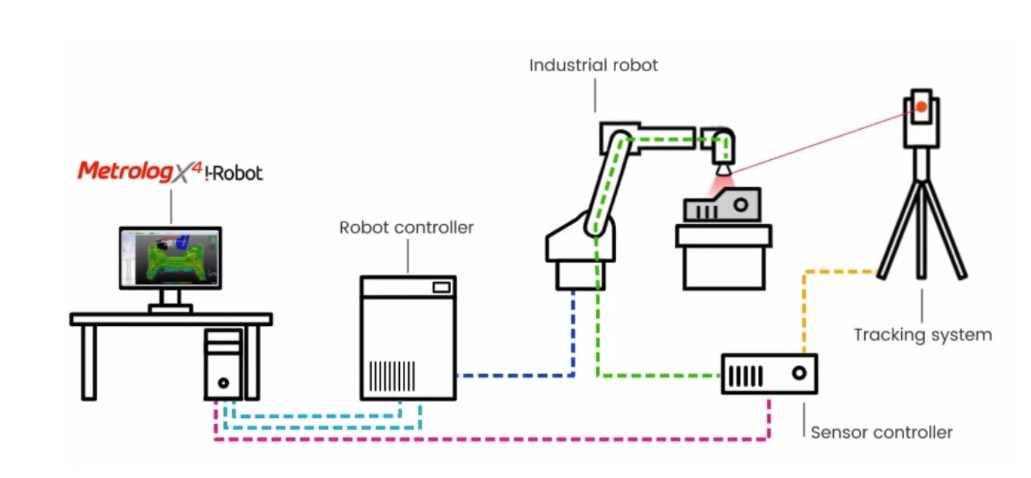 Industrial robot
MetrologX4 i-Robot
Robot controller
Tracking system
Sensor controller